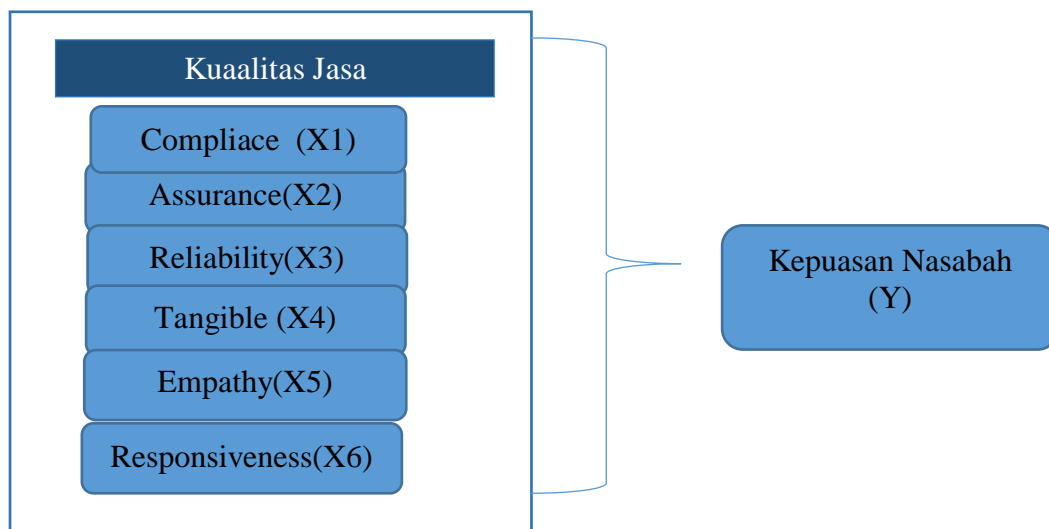 Kuaalitas Jasa
Compliace (X1)
Assurance(X2)
Reliability(X3)
Tangible (X4)
Empathy(X5)
Responsiveness(X6)
Kepuasan Nasabah
(Y)